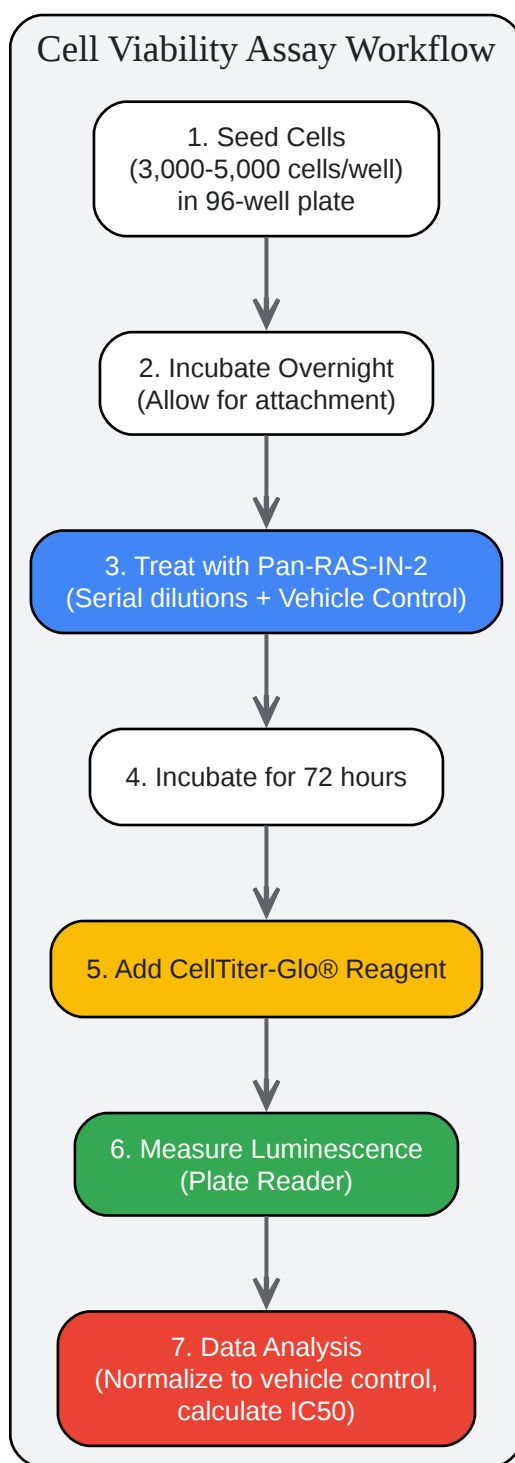 Cell Viability Assay Workflow
1. Seed Cells
(3,000-5,000 cells/well)
in 96-well plate
2. Incubate Overnight
(Allow for attachment)
3. Treat with Pan-RAS-IN-2
(Serial dilutions + Vehicle Control)
4. Incubate for 72 hours
5. Add CellTiter-Glo® Reagent
6. Measure Luminescence
(Plate Reader)
7. Data Analysis
(Normalize to vehicle control,
calculate IC50)